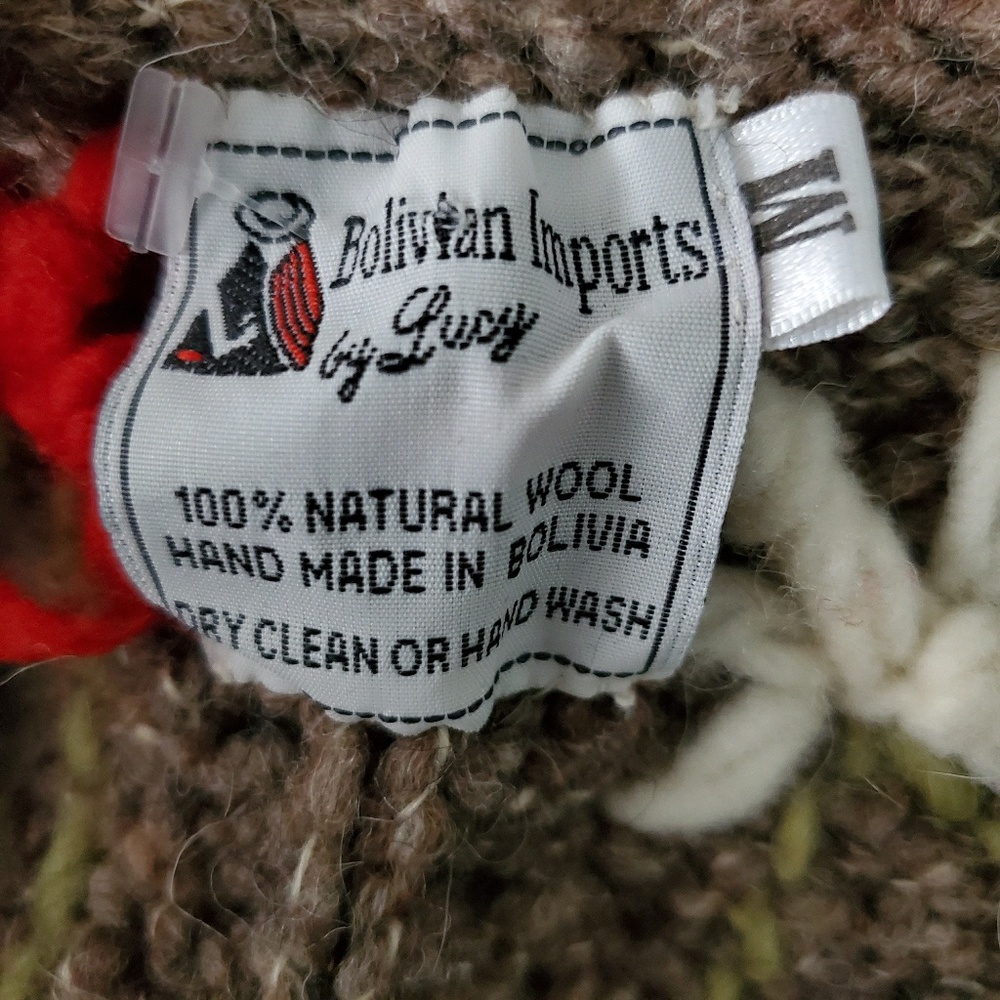 Bolivian Imports
by Lucy
100% NATURAL WOOL
HAND MADE IN BOLIVIA
DRY CLEAN OR HAND WASH
M